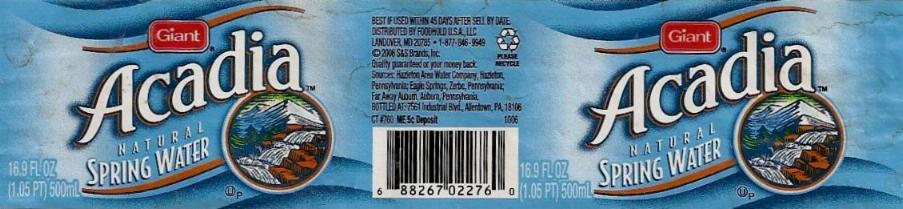 Giant
Acadia™
NATURAL
SPRING WATER
16.9 FL OZ
(1.05 PT) 500mL
U P
BEST IF USED WITHIN 45 DAYS AFTER SELL BY DATE.
DISTRIBUTED BY FOODHOLD U.S.A., LLC
LANDOVER, MD 20785 • 1-877-846-9949
© 2006 S&S Brands, Inc.
Quality guaranteed or your money back.
Sources: Hazleton Area Water Company, Hazleton,
Pennsylvania; Eagle Springs, Zerbe, Pennsylvania;
Far Away Auburn, Auburn, Pennsylvania.
BOTTLED AT: 7561 Industrial Blvd., Allentown, PA, 18106
CT #760 ME 5c Deposit 1006
PLEASE
RECYCLE
6 88267 02276 0
Giant
Acadia™
NATURAL
SPRING WATER
16.9 FL OZ
(1.05 PT) 500mL
U P